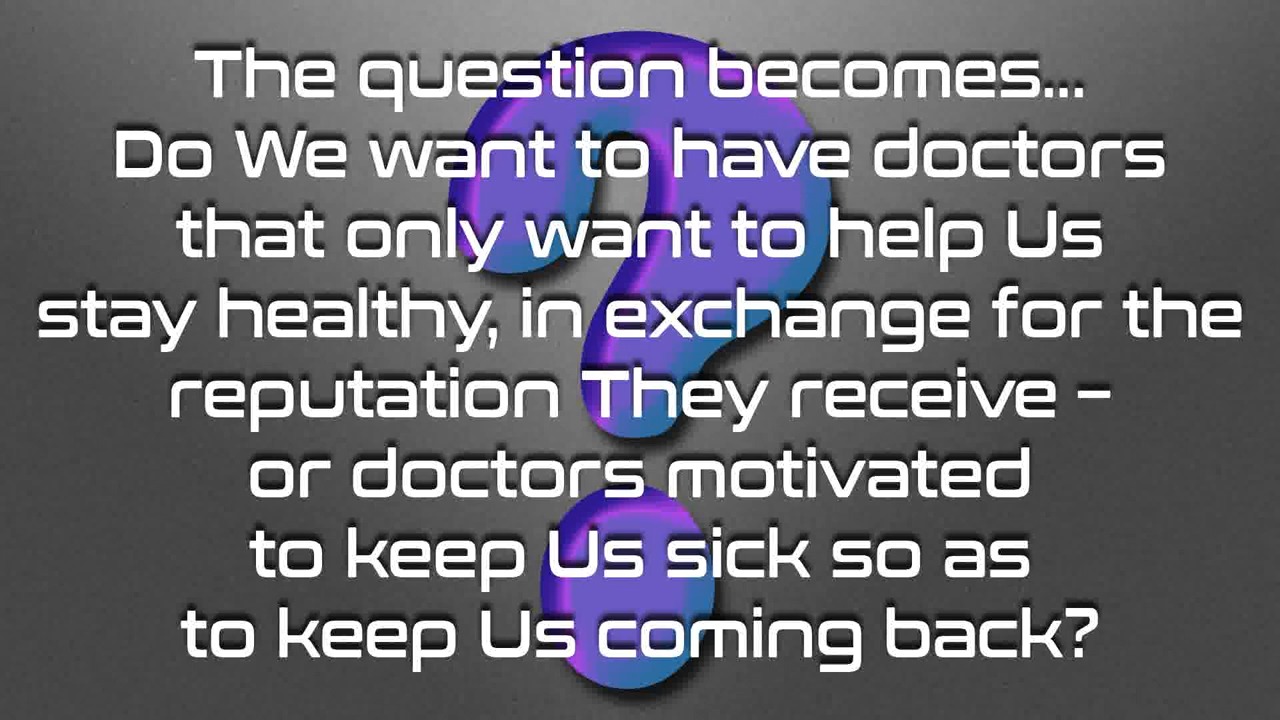 The question becomes...
Do We want to have doctors
that only want to help Us
stay healthy, in exchange for the
reputation They receive –
or doctors motivated
to keep Us sick so as
to keep Us coming back?